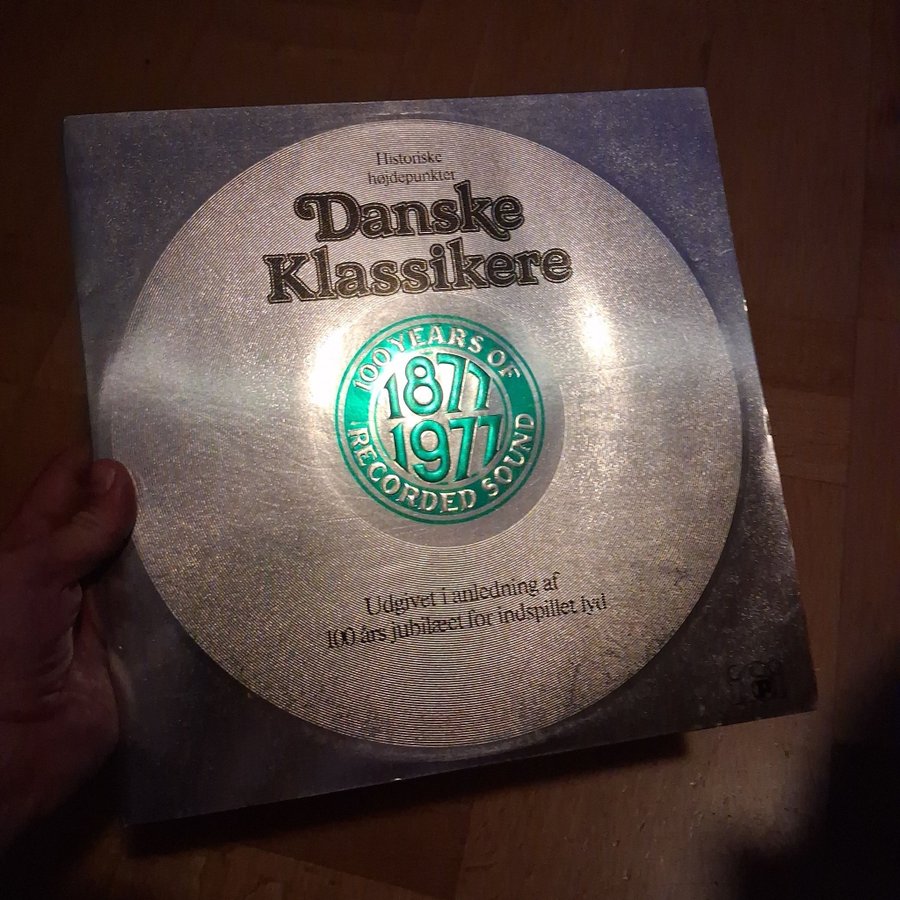 Historiske
højdepunkter
Danske
Klassikere
100 YEARS OF
1877
1977
RECORDED SOUND
Udgivet i anledning af
100 års jubilæet for indspillet lyd